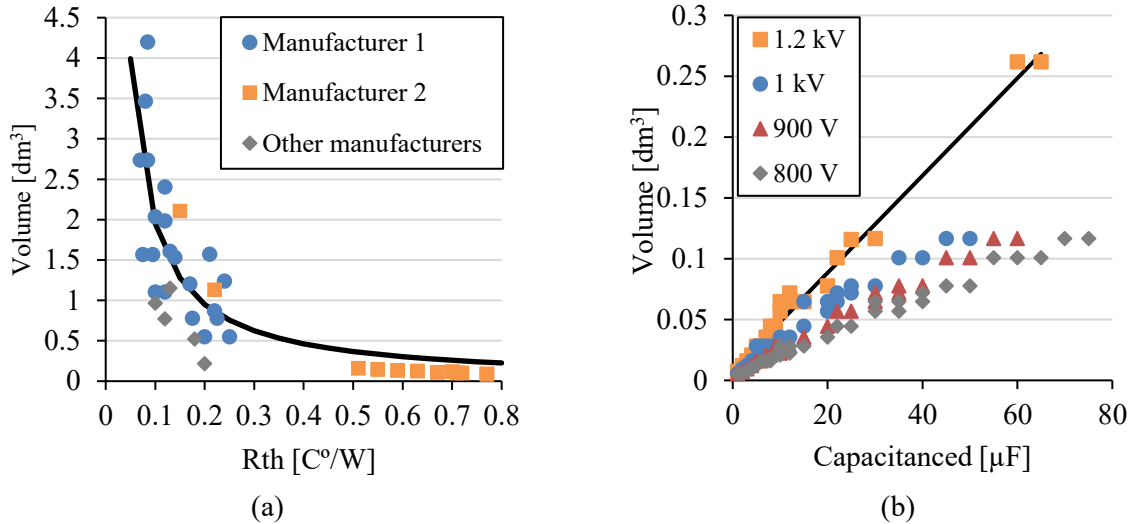 4.5
4
3.5
3
2.5
2
1.5
1
0.5
0
Volume [dm³]
Manufacturer 1
Manufacturer 2
Other manufacturers
0 0.1 0.2 0.3 0.4 0.5 0.6 0.7 0.8
Rth [Cº/W]
(a)
0.3
0.25
0.2
0.15
0.1
0.05
0
Volume [dm³]
1.2 kV
1 kV
900 V
800 V
0 20 40 60 80
Capacitanced [µF]
(b)